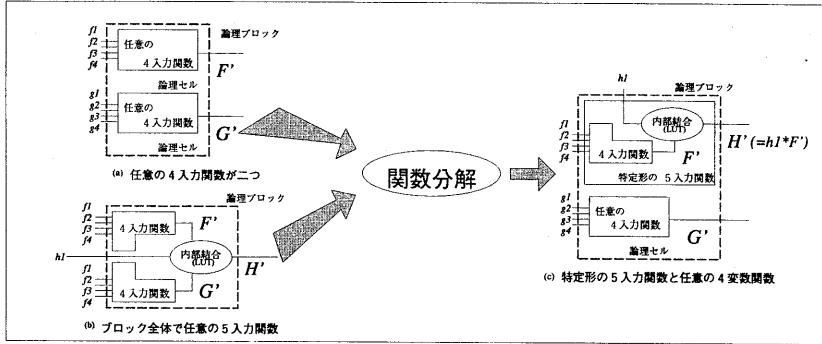 f1
f2
f3
f4
任意の
4入力関数
論理ブロック
F'
論理セル
g1
g2
g3
g4
任意の
4入力関数
G'
論理セル
(a) 任意の4入力関数が二つ
論理ブロック
f1
f2
f3
f4
4入力関数
F'
h1
内部結合
(LUT)
H'
f1
f2
f3
f4
4入力関数
G'
(b) ブロック全体で任意の5入力関数
関数分解
h1
論理ブロック
f1
f2
f3
f4
内部結合
(LUT)
4入力関数
F'
H'(=h1*F')
特定形の 5入力関数
g1
g2
g3
g4
任意の
4入力関数
G'
論理セル
(c) 特定形の5入力関数と任意の4変数関数